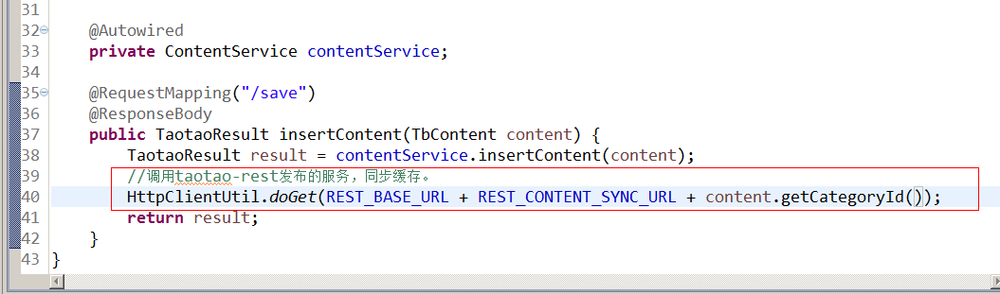 31
32 @Autowired
33 private ContentService contentService;
34
35 @RequestMapping("/save")
36 @ResponseBody
37 public TaotaoResult insertContent(TbContent content) {
38 TaotaoResult result = contentService.insertContent(content);
39 //调用taotao-rest发布的服务，同步缓存。
40 HttpClientUtil.doGet(REST_BASE_URL + REST_CONTENT_SYNC_URL + content.getCategoryId());
41 return result;
42 }
43 }